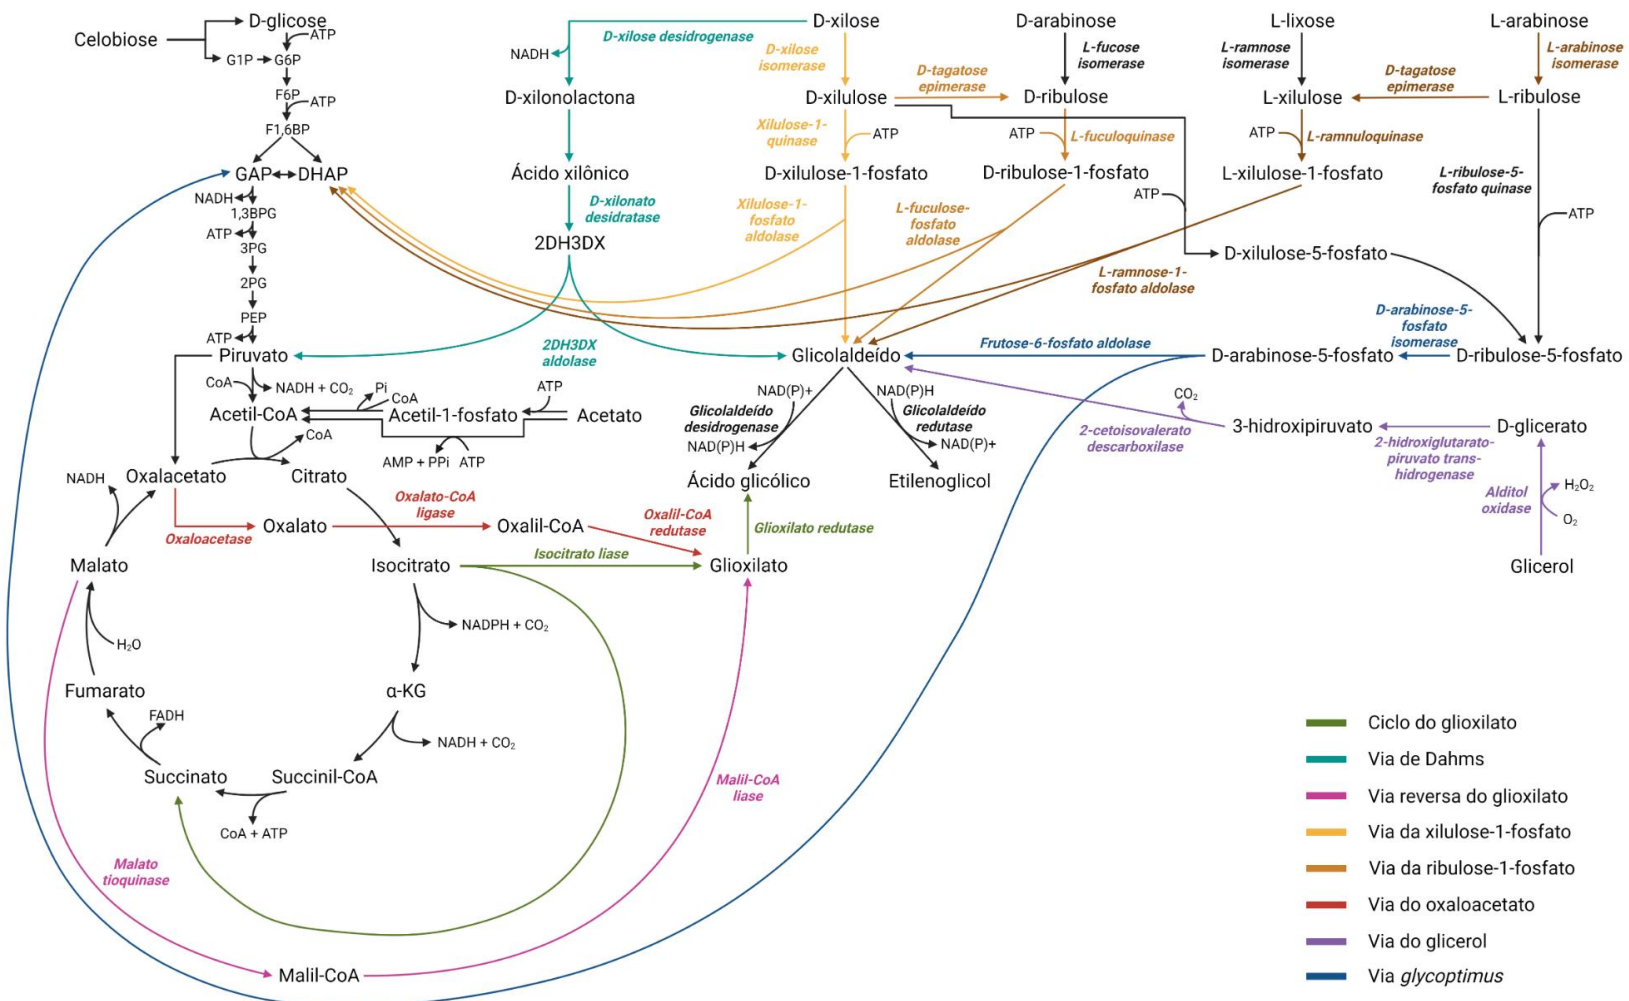 D-glicose
D-xilose
D-arabinose
L-lixose
L-arabinose
Celobiose
ATP
D-xilose desidrogenase
NADH
D-xilose
isomerase
L-fucose
isomerase
L-ramnose
isomerase
L-arabinose
isomerase
G1P
G6P
D-tagatose
epimerase
D-tagatose
epimerase
F6P
D-xilonolactona
D-xilulose
D-ribulose
L-xilulose
L-ribulose
ATP
F1,6BP
Xilulose-1-
quinase
ATP
ATP
L-fuculoquinase
ATP
L-ramnuloquinase
GAP
DHAP
Ácido xilônico
D-xilulose-1-fosfato
D-ribulose-1-fosfato
L-xilulose-1-fosfato
L-ribulose-5-
fosfato quinase
NADH
1,3BPG
ATP
3PG
2PG
PEP
ATP
D-xilonato
desidratase
Xilulose-1-
fosfato
aldolase
L-fuculose-
fosfato
aldolase
ATP
ATP
2DH3DX
D-xilulose-5-fosfato
L-ramnose-1-
fosfato aldolase
D-arabinose-5-
fosfato
isomerase
Piruvato
2DH3DX
aldolase
Glicolaldeído
Frutose-6-fosfato aldolase
D-arabinose-5-fosfato
D-ribulose-5-fosfato
CoA
NADH + CO₂
Pi
CoA
ATP
NAD(P)+
NAD(P)H
CO₂
Acetil-CoA
Acetil-1-fosfato
Acetato
Glicolaldeído
desidrogenase
Glicolaldeído
redutase
3-hidroxipiruvato
D-glicerato
CoA
NAD(P)H
NAD(P)+
2-cetoisovalerato
descarboxilase
2-hidroxiglutarato-
piruvato trans-
hidrogenase
AMP + PPi
ATP
NADH
Oxalacetato
Citrato
Ácido glicólico
Etilenoglicol
Alditol
oxidase
H₂O₂
O₂
Oxalato-CoA
ligase
Oxaloacetase
Oxalato
Oxalil-CoA
Oxalil-CoA
redutase
Glioxilato redutase
Isocitrato liase
Malato
Isocitrato
Glioxilato
Glicerol
NADPH + CO₂
H₂O
Fumarato
α-KG
FADH
NADH + CO₂
Succinato
Succinil-CoA
Malil-CoA
liase
CoA + ATP
Malato
tioquinase
Malil-CoA
Ciclo do glioxilato
Via de Dahms
Via reversa do glioxilato
Via da xilulose-1-fosfato
Via da ribulose-1-fosfato
Via do oxaloacetato
Via do glicerol
Via glycoptimus